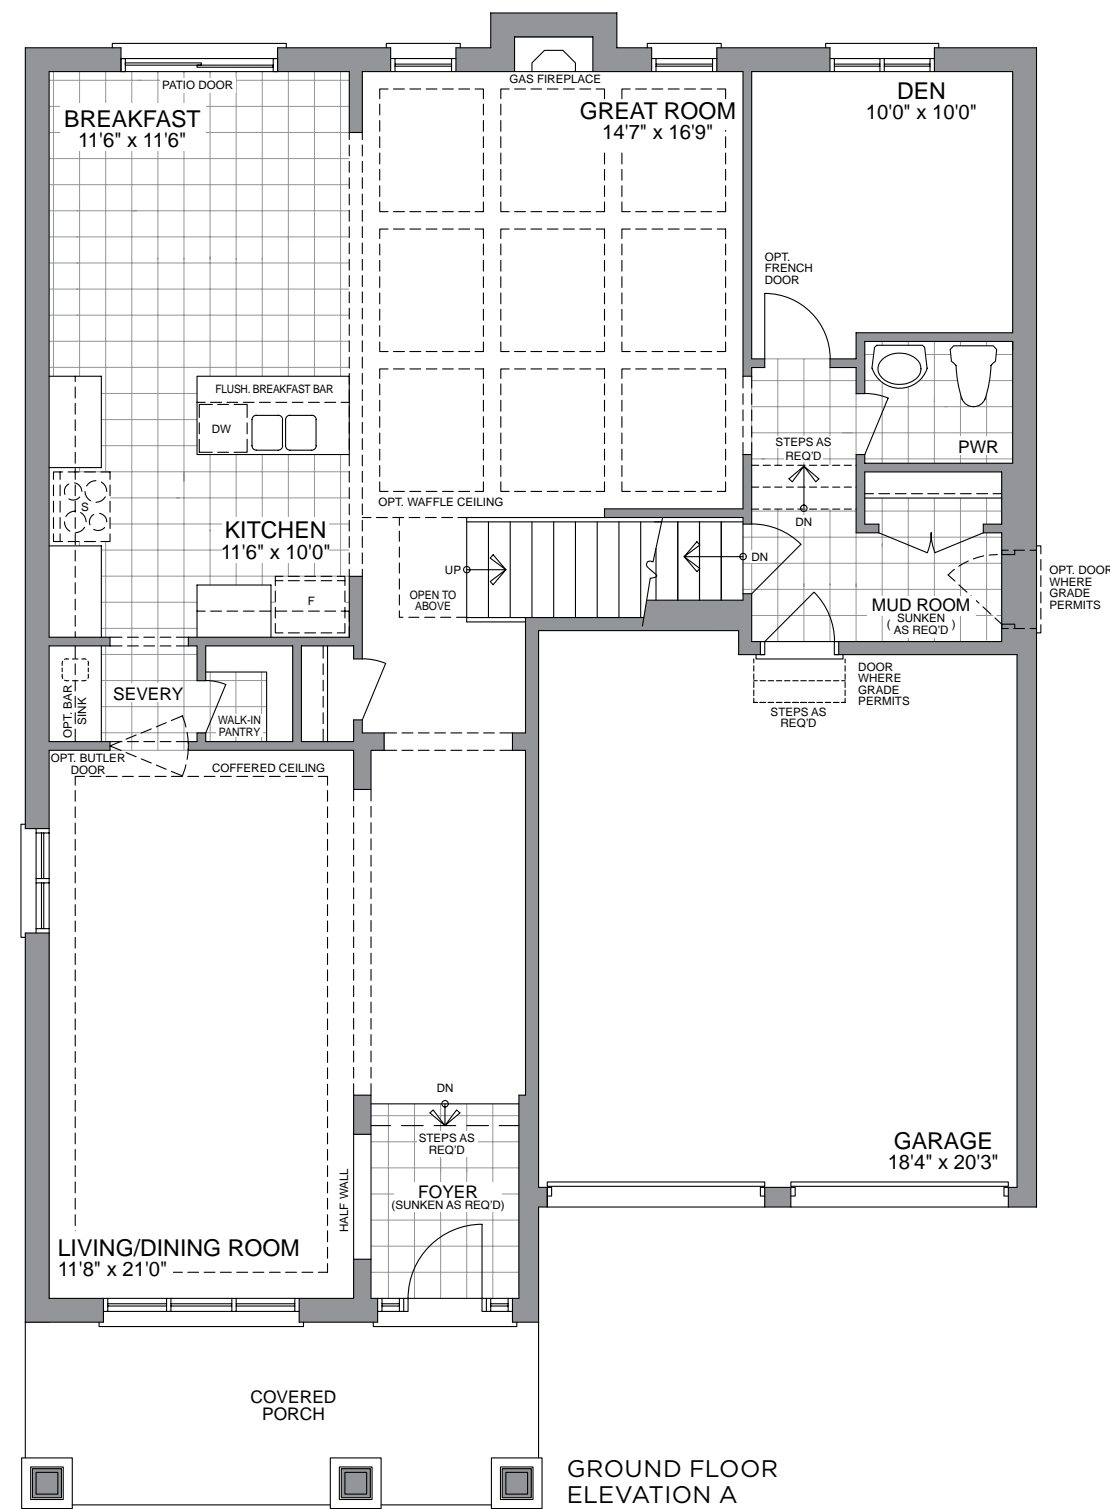 PATIO DOOR
BREAKFAST
11'6" x 11'6"
GAS FIREPLACE
GREAT ROOM
14'7" x 16'9"
DEN
10'0" x 10'0"
OPT.
FRENCH
DOOR
FLUSH. BREAKFAST BAR
DW
S
KITCHEN
11'6" x 10'0"
F
OPT. WAFFLE CEILING
UP
OPEN TO
ABOVE
DN
STEPS AS
REQ'D
DN
PWR
MUD ROOM
SUNKEN
( AS REQ'D )
OPT. DOOR
WHERE
GRADE
PERMITS
DOOR
WHERE
GRADE
PERMITS
STEPS AS
REQ'D
OPT. BAR
SINK
SEVERY
WALK-IN
PANTRY
OPT. BUTLER
DOOR
COFFERED CEILING
DN
STEPS AS
REQ'D
FOYER
(SUNKEN AS REQ'D)
HALF WALL
LIVING/DINING ROOM
11'8" x 21'0"
GARAGE
18'4" x 20'3"
COVERED
PORCH
GROUND FLOOR
ELEVATION A